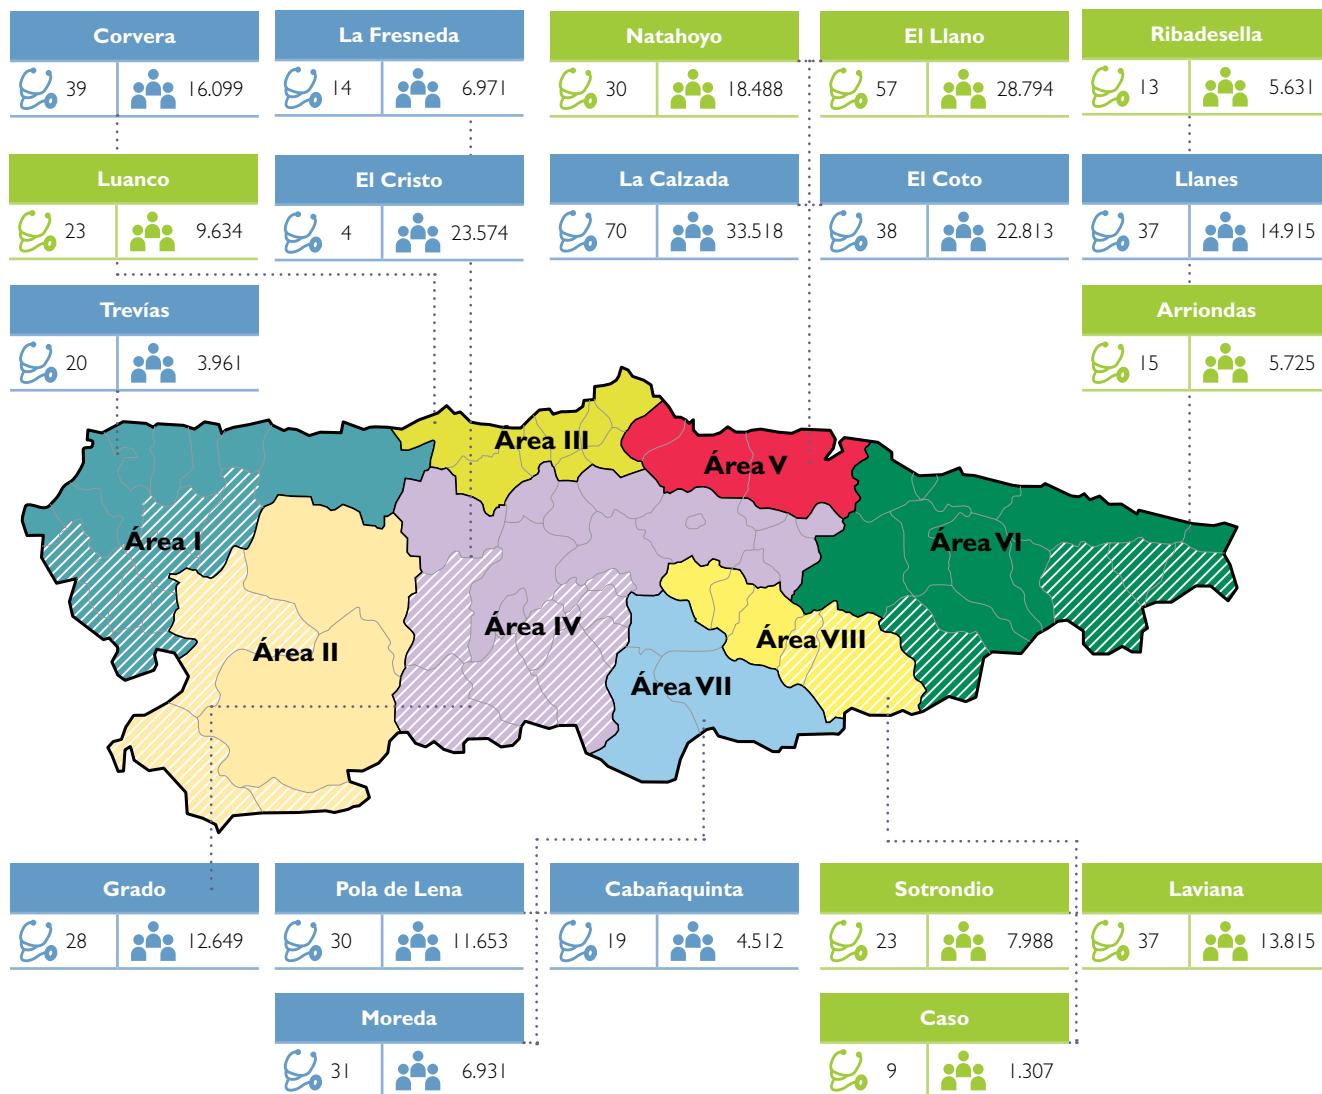 Corvera
39 16.099
La Fresneda
14 6.971
Natahoyo
30 18.488
El Llano
57 28.794
Ribadesella
13 5.631
Luanco
23 9.634
El Cristo
4 23.574
La Calzada
70 33.518
El Coto
38 22.813
Llanes
37 14.915
Trevías
20 3.961
Arriondas
15 5.725
Área III
Área V
Área I
Área VI
Área IV
Área II
Área VIII
Área VII
Grado
28 12.649
Pola de Lena
30 11.653
Cabañaquinta
19 4.512
Sotrondio
23 7.988
Laviana
37 13.815
Moreda
31 6.931
Caso
9 1.307